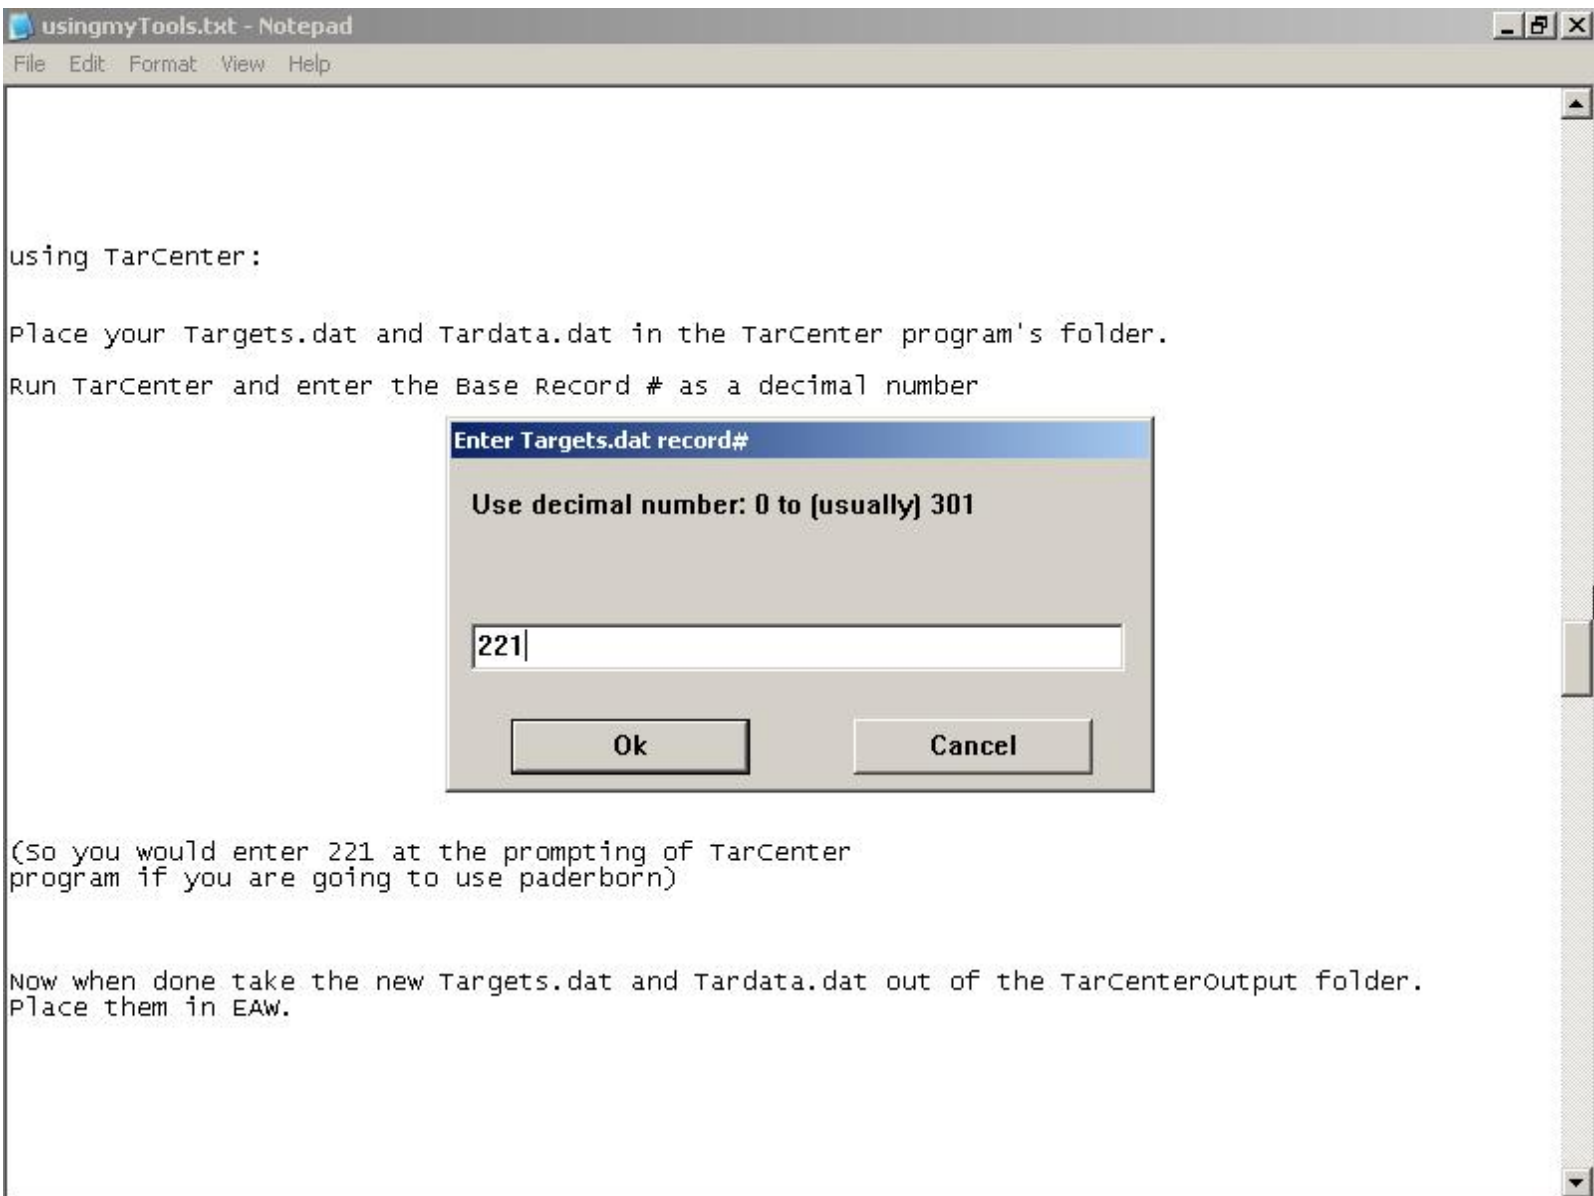 usingmyTools.txt - Notepad
File Edit Format View Help
using TarCenter:
Place your Targets.dat and Tardata.dat in the TarCenter program's folder.
Run TarCenter and enter the Base Record # as a decimal number
Enter Targets.dat record#
Use decimal number: 0 to (usually) 301
221
Ok Cancel
(So you would enter 221 at the prompting of TarCenter
program if you are going to use paderborn)
Now when done take the new Targets.dat and Tardata.dat out of the TarCenterOutput folder.
Place them in EAW.